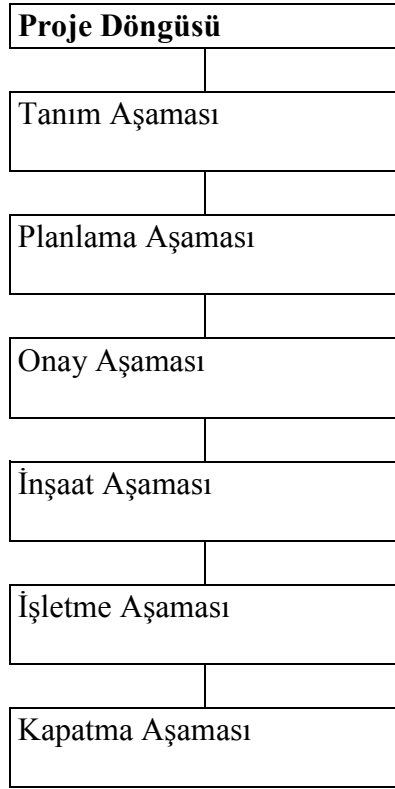 Proje Döngüsü
Tanım Aşaması
Planlama Aşaması
Onay Aşaması
İnşaat Aşaması
İşletme Aşaması
Kapatma Aşaması